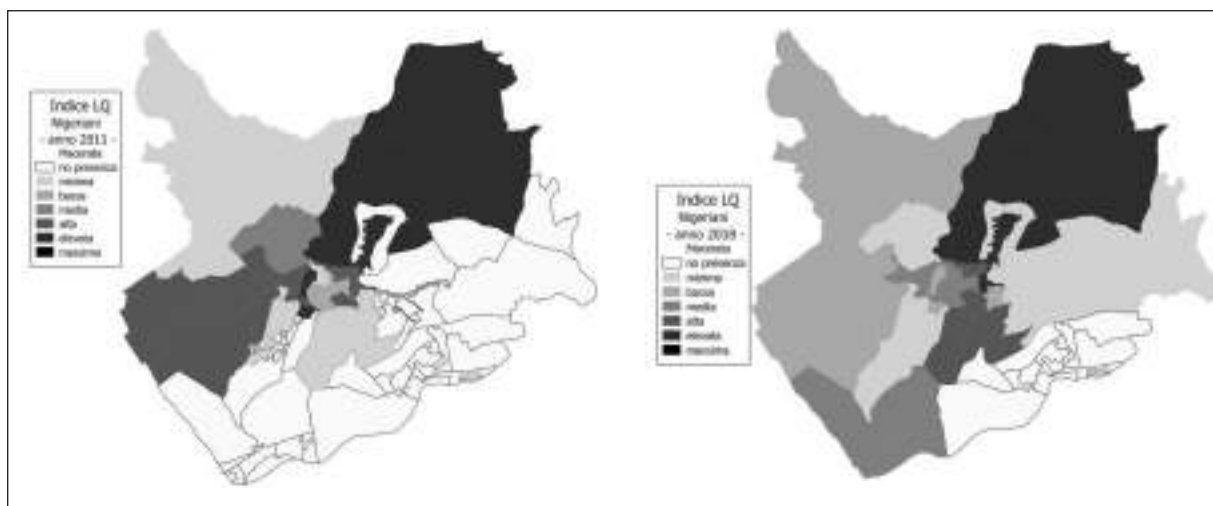 Indice LQ
Nigeriani
- anno 2011 -
Macerata
no presenza
minima
bassa
media
alta
elevata
massima
Indice LQ
Nigeriani
- anno 2018 -
Macerata
no presenza
minima
bassa
media
alta
elevata
massima